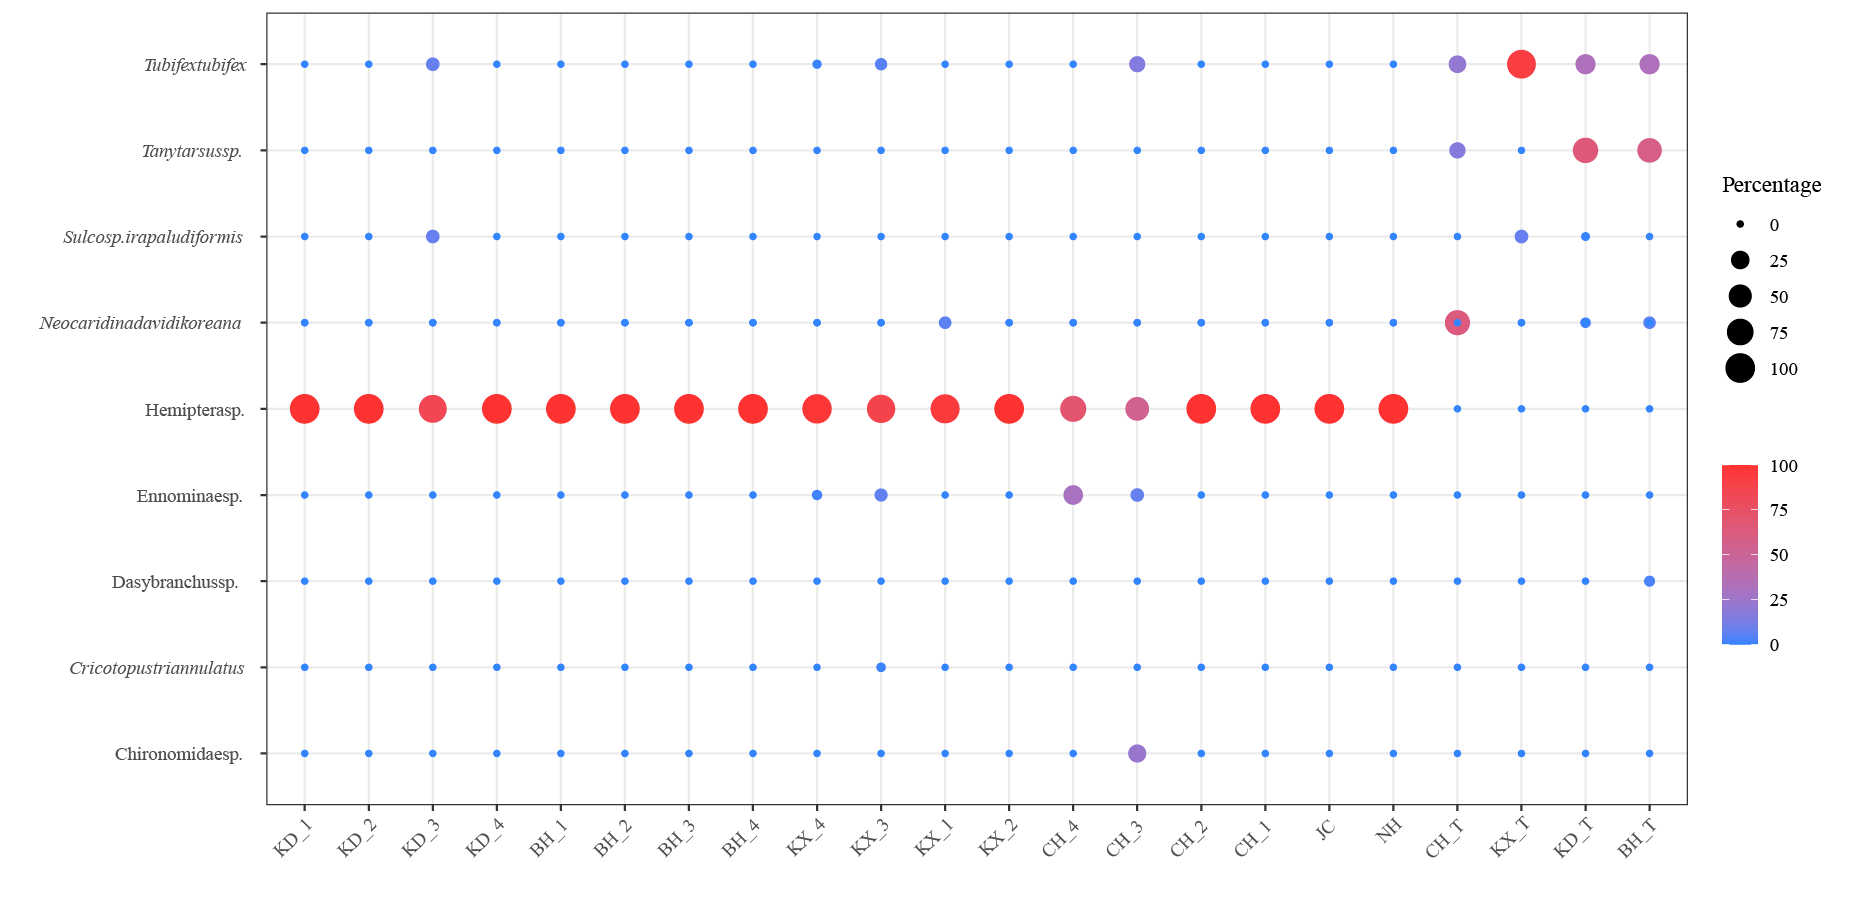 Tubifextubifex
Tanytarsussp.
Sulcosp.irapaludiformis
Neocaridinadavidikoreana
Hemipterasp.
Ennominaesp.
Dasybranchussp.
Cricotopustriannulatus
Chironomidaesp.
KD_1
KD_2
KD_3
KD_4
BH_1
BH_2
BH_3
BH_4
KX_4
KX_3
KX_1
KX_2
CH_4
CH_3
CH_2
CH_1
JC
NH
CH_T
KX_T
KD_T
BH_T
Percentage
0
25
50
75
100
100
75
50
25
0